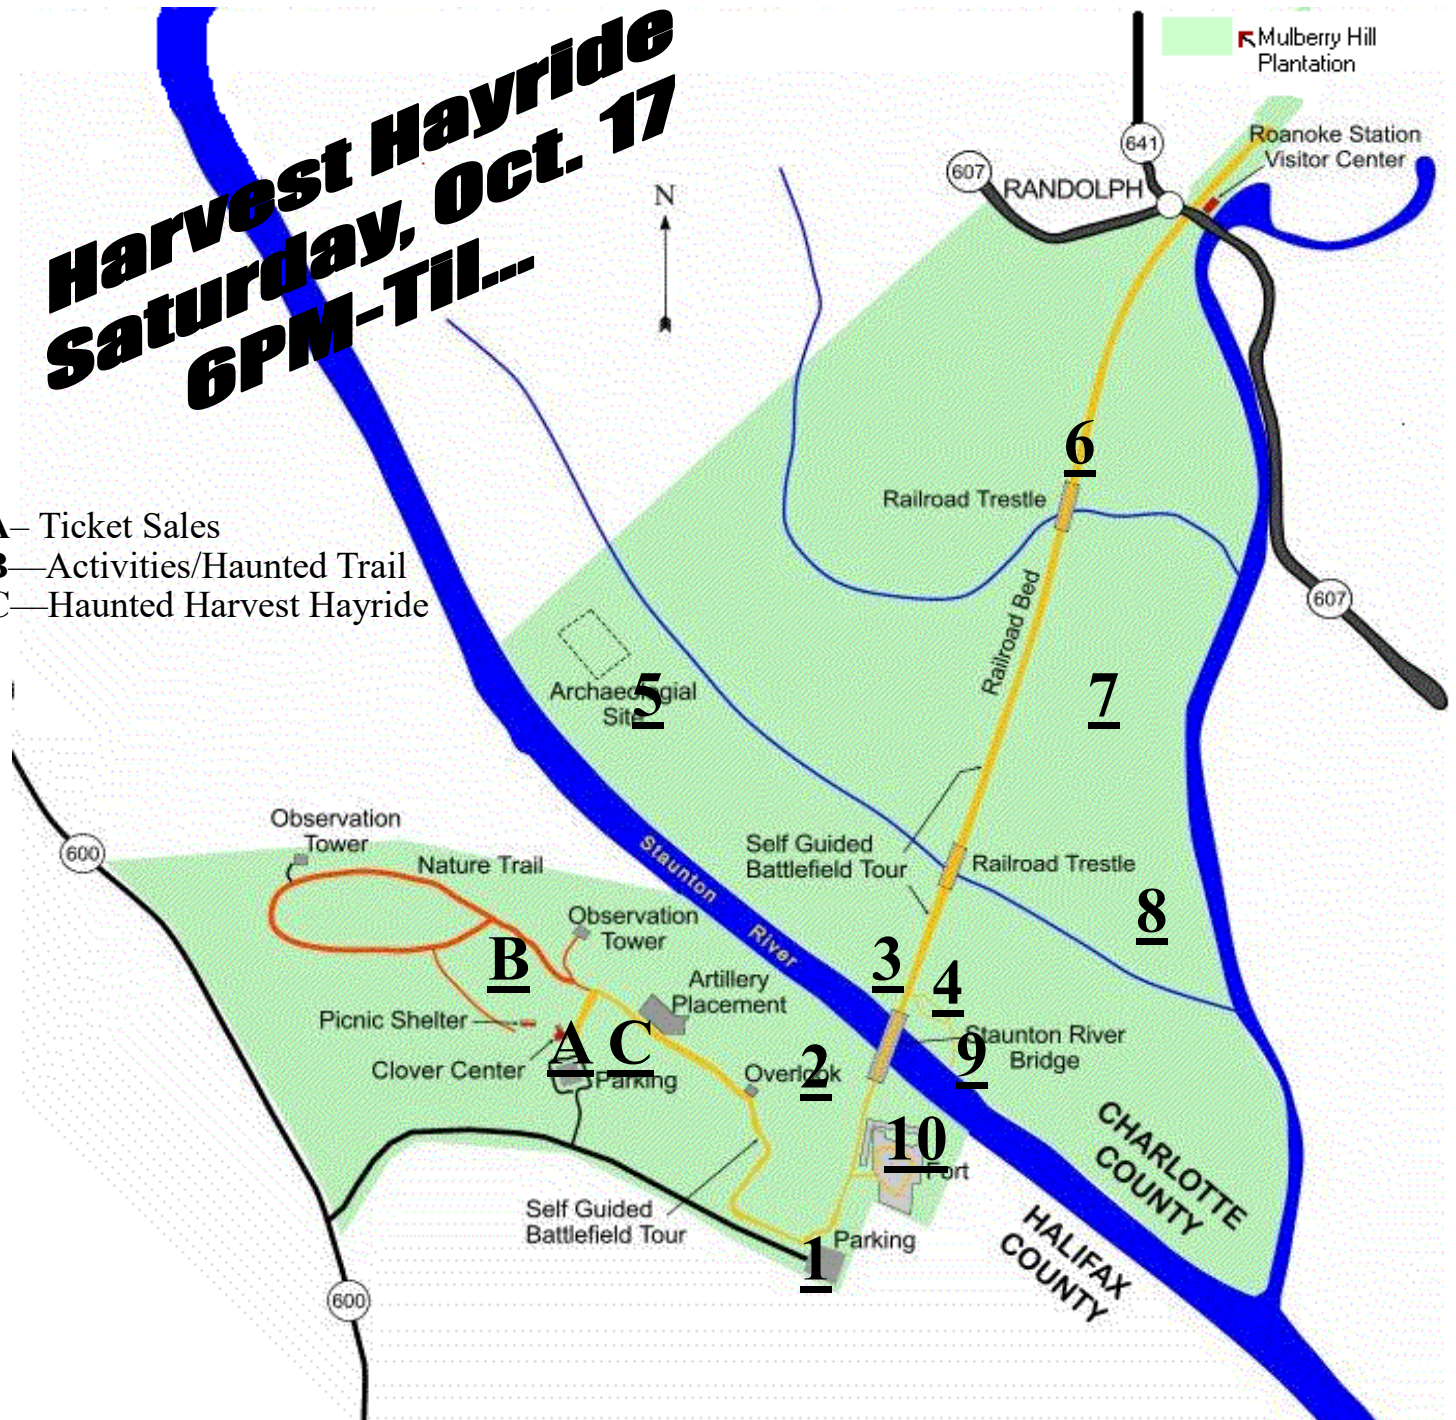 Harvest Hayride
Saturday, Oct. 17
6PM-Til...
Mulberry Hill
Plantation
Roanoke Station
Visitor Center
641
607
RANDOLPH
N
6
Railroad Trestle
A– Ticket Sales
B—Activities/Haunted Trail
C—Haunted Harvest Hayride
Railroad Bed
607
Archaeologial
Site
5
7
Observation
Tower
600
Nature Trail
Staunton River
Self Guided
Battlefield Tour
Railroad Trestle
8
Observation
Tower
B
3
4
Artillery
Placement
Picnic Shelter
Staunton River
Bridge
9
A
C
Clover Center
Parking
Overlook
2
10
Fort
CHARLOTTE
COUNTY
Self Guided
Battlefield Tour
Parking
1
HALIFAX
COUNTY
600